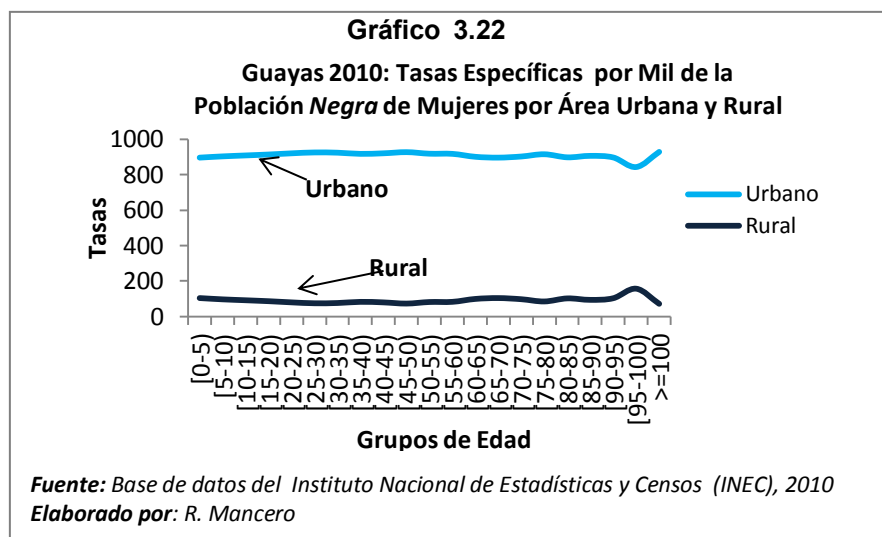 Gráfico 3.22
Guayas 2010: Tasas Específicas por Mil de la
Población Negra de Mujeres por Área Urbana y Rural
Tasas
1000
800
600
400
200
0
Urbano
Rural
Urbano
Rural
[0-5)
[5-10)
[10-15)
[15-20)
[20-25)
[25-30)
[30-35)
[35-40)
[40-45)
[45-50)
[50-55)
[55-60)
[60-65)
[65-70)
[70-75)
[75-80)
[80-85)
[85-90)
[90-95)
[95-100)
>=100
Grupos de Edad
Fuente: Base de datos del Instituto Nacional de Estadísticas y Censos (INEC), 2010
Elaborado por: R. Mancero